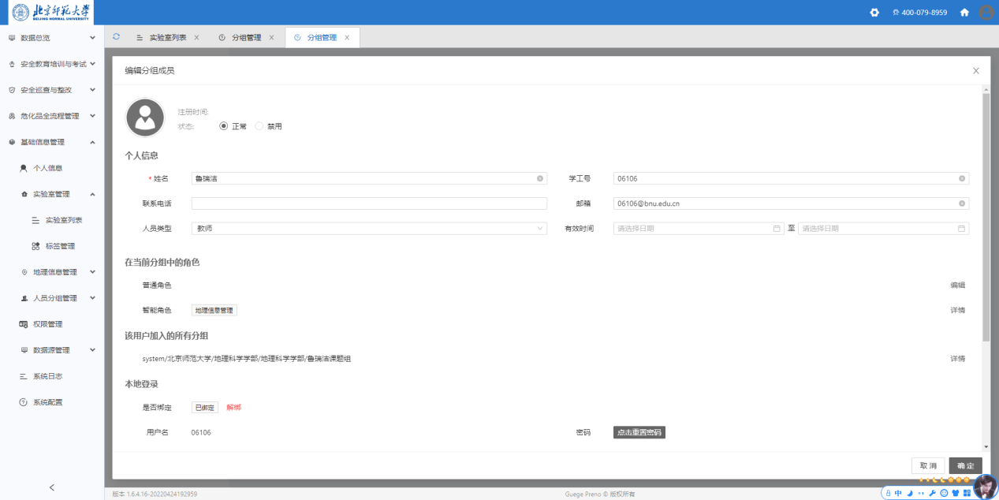 北京师范大学
BEIJING NORMAL UNIVERSITY
400-079-8959
数据总览
安全教育培训与考试
安全巡查与整改
危化品全流程管理
基础信息管理
个人信息
实验室管理
实验室列表
标签管理
地理信息管理
人员分组管理
权限管理
数据源管理
系统日志
系统配置
实验室列表
分组管理
分组管理
编辑分组成员
注册时间:
状态: 正常 禁用
个人信息
* 姓名 鲁瑞洁 学工号 06106
联系电话 邮箱 06106@bnu.edu.cn
人员类型 教师 有效时间 请选择日期 至 请选择日期
在当前分组中的角色
普通角色 编辑
智能角色 地理信息管理 详情
该用户加入的所有分组
system/北京师范大学/地理科学学部/地理科学学部/鲁瑞洁课题组 详情
本地登录
是否绑定 已绑定 解绑
用户名 06106 密码 点击重置密码
取消 确定
版本 1.6.4.16-20220424192959 Guege Preno © 版权所有
中